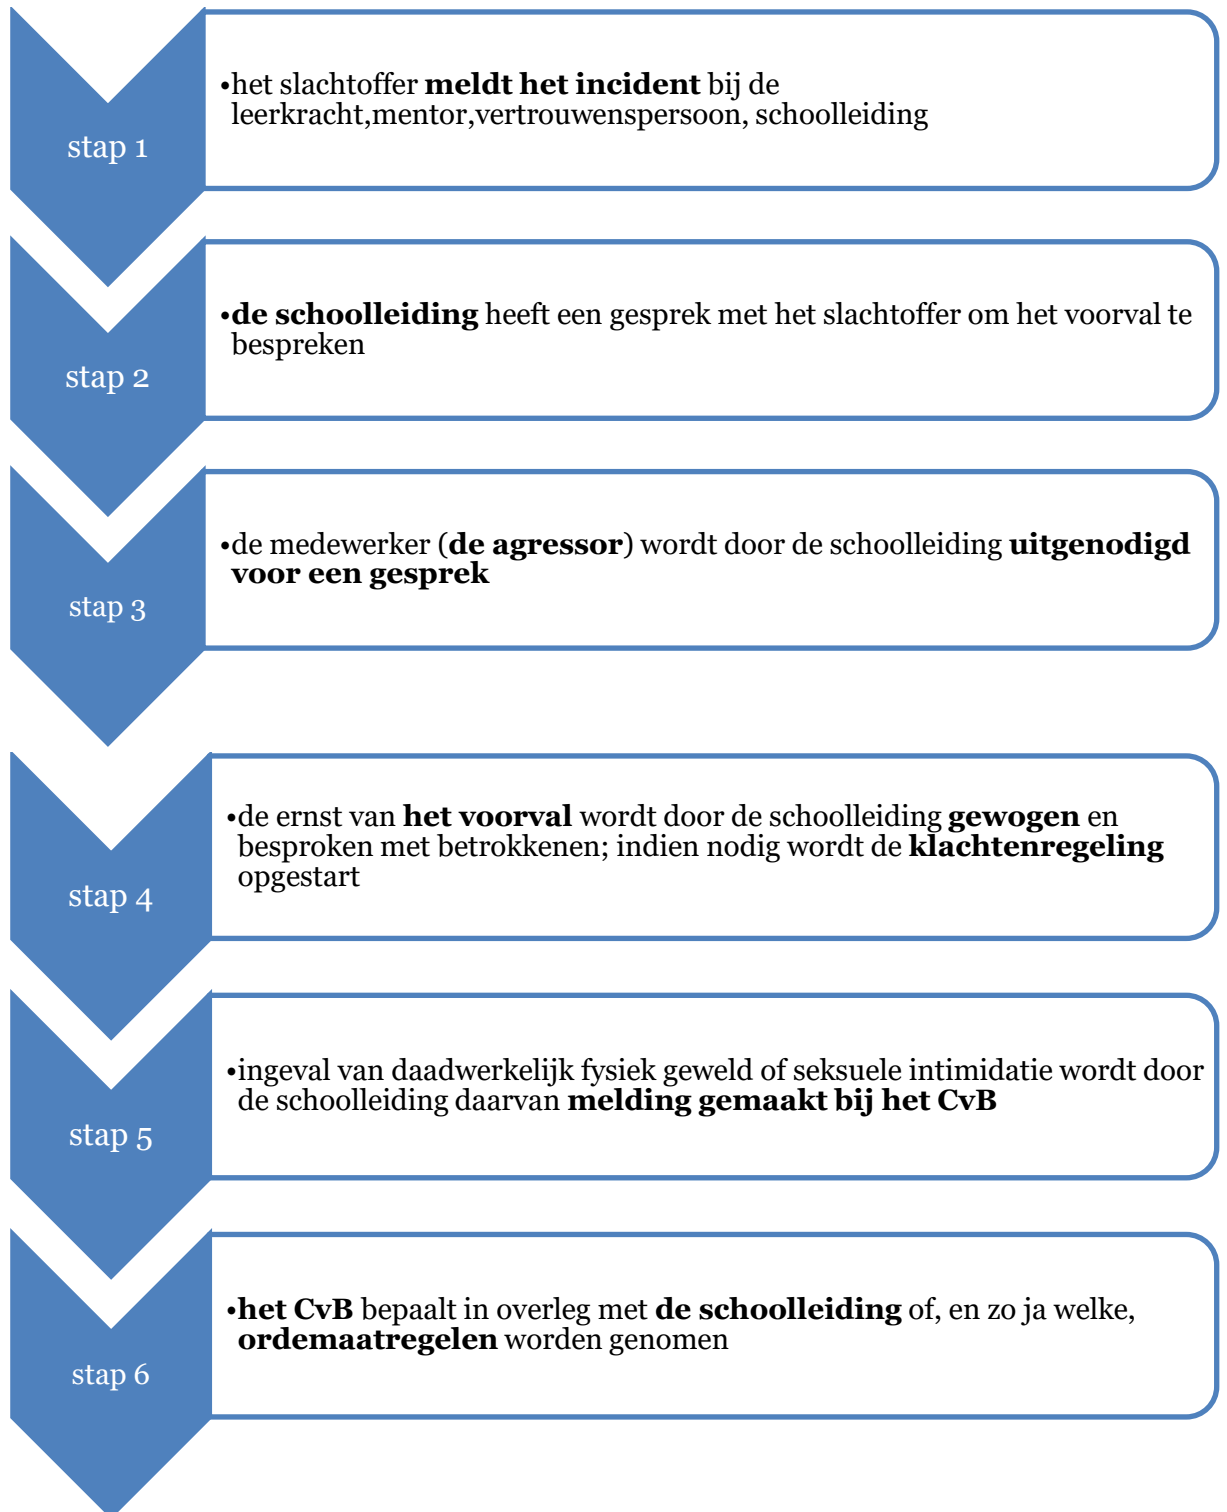 stap 1
•het slachtoffer meldt het incident bij de
leerkracht,mentor,vertrouwenspersoon, schoolleiding
stap 2
•de schoolleiding heeft een gesprek met het slachtoffer om het voorval te
bespreken
stap 3
•de medewerker (de agressor) wordt door de schoolleiding uitgenodigd
voor een gesprek
stap 4
•de ernst van het voorval wordt door de schoolleiding gewogen en
besproken met betrokkenen; indien nodig wordt de klachtenregeling
opgestart
stap 5
•ingeval van daadwerkelijk fysiek geweld of seksuele intimidatie wordt door
de schoolleiding daarvan melding gemaakt bij het CvB
stap 6
•het CvB bepaalt in overleg met de schoolleiding of, en zo ja welke,
ordemaatregelen worden genomen